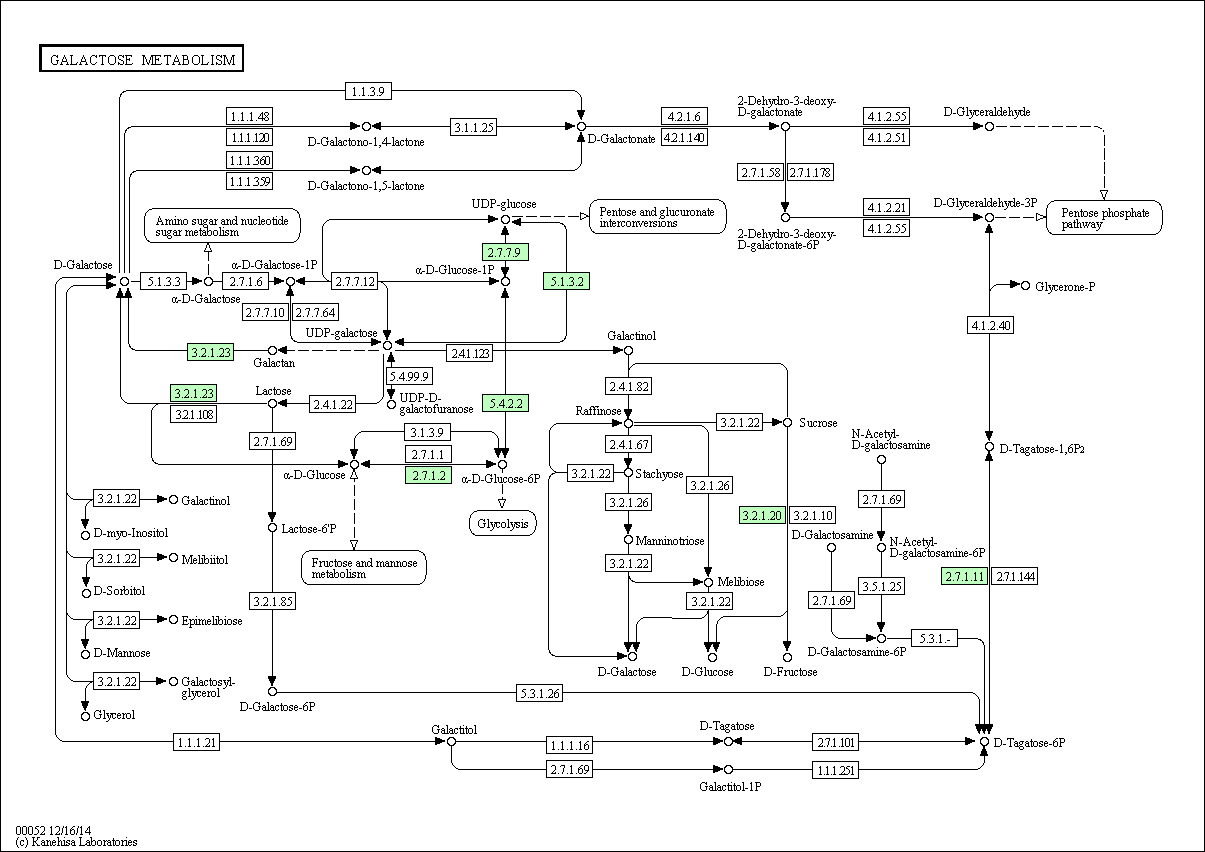 GALACTOSE METABOLISM
1.1.3.9
1.1.1.48
1.1.1.120
D-Galactono-1,4-lactone
3.1.1.25
D-Galactonate
4.2.1.6
4.2.1.140
2-Dehydro-3-deoxy-
D-galactonate
4.1.2.55
4.1.2.51
D-Glyceraldehyde
1.1.1.360
1.1.1.359
D-Galactono-1,5-lactone
2.7.1.58
2.7.1.178
Amino sugar and nucleotide
sugar metabolism
UDP-glucose
Pentose and glucuronate
interconversions
2-Dehydro-3-deoxy-
D-galactonate-6P
4.1.2.21
4.1.2.55
D-Glyceraldehyde-3P
Pentose phosphate
pathway
2.7.7.9
D-Galactose
5.1.3.3
α-D-Galactose
2.7.1.6
α-D-Galactose-1P
2.7.7.12
α-D-Glucose-1P
5.1.3.2
Glycerone-P
2.7.7.10
2.7.7.64
UDP-galactose
4.1.2.40
3.2.1.23
Galactan
2.4.1.123
Galactinol
5.4.99.9
UDP-D-
galactofuranose
3.2.1.23
3.2.1.108
Lactose
2.4.1.22
5.4.2.2
2.4.1.82
Raffinose
3.2.1.22
Sucrose
2.7.1.69
3.1.3.9
2.7.1.1
2.7.1.2
α-D-Glucose
α-D-Glucose-6P
2.4.1.67
3.2.1.22
Stachyose
3.2.1.26
3.2.1.26
N-Acetyl-
D-galactosamine
D-Tagatose-1,6P2
2.7.1.69
3.2.1.22
Galactinol
D-myo-Inositol
Lactose-6'P
Glycolysis
Manninotriose
3.2.1.20
3.2.1.10
D-Galactosamine
N-Acetyl-
D-galactosamine-6P
3.2.1.22
Melibiitol
D-Sorbitol
Fructose and mannose
metabolism
3.2.1.22
Melibiose
3.2.1.22
2.7.1.69
3.5.1.25
2.7.1.11
2.7.1.144
3.2.1.22
Epimelibiose
D-Mannose
3.2.1.85
D-Galactose
D-Glucose
D-Fructose
D-Galactosamine-6P
5.3.1.-
3.2.1.22
Galactosyl-
glycerol
Glycerol
D-Galactose-6P
5.3.1.26
1.1.1.21
Galactitol
1.1.1.16
D-Tagatose
2.7.1.101
D-Tagatose-6P
2.7.1.69
Galactitol-1P
1.1.1.251
00052 12/16/14
(c) Kanehisa Laboratories